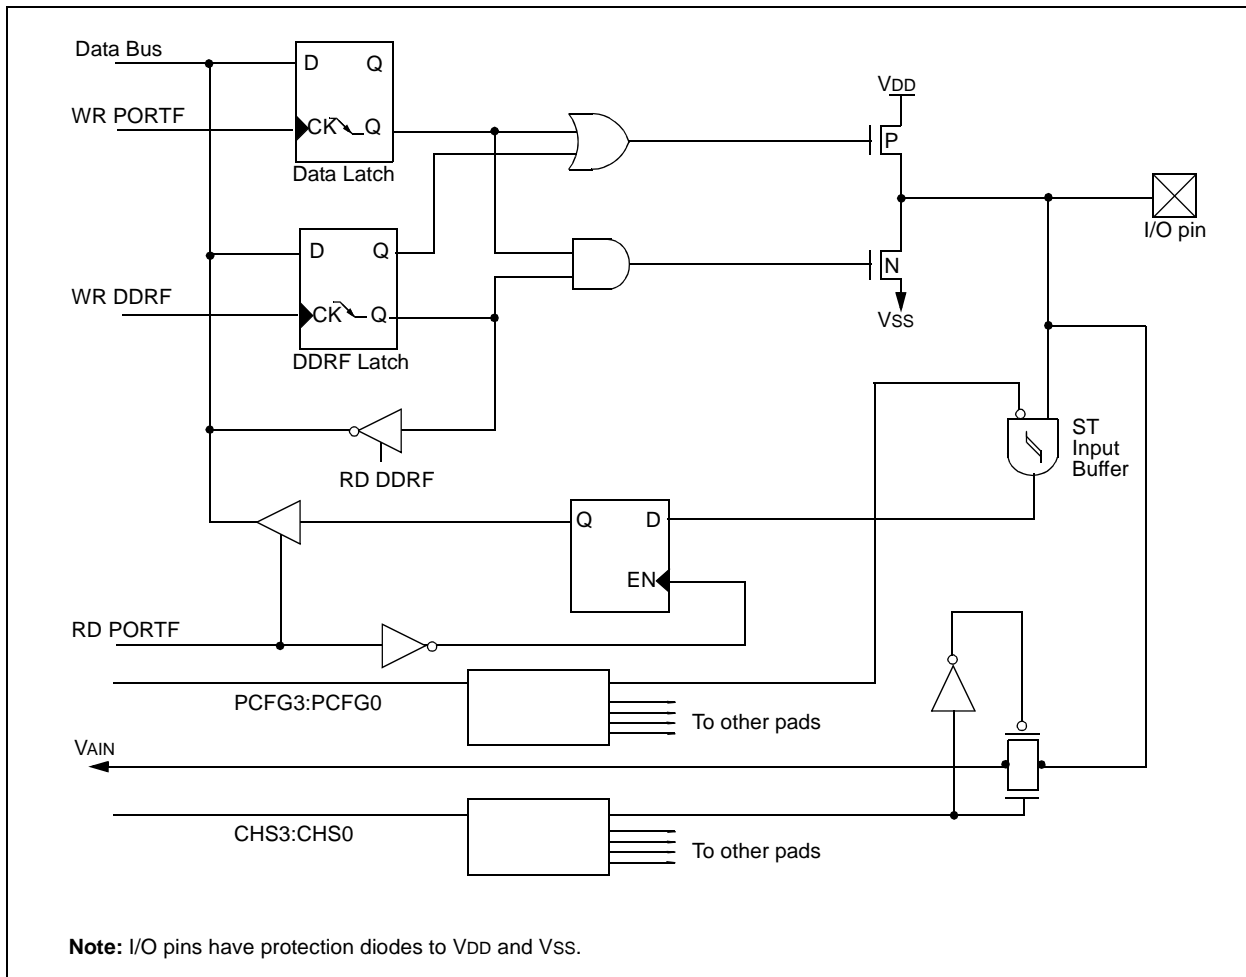 Data Bus
D Q
VDD
WR PORTF
CK Q
P
Data Latch
I/O pin
D Q
N
WR DDRF
CK Q
VSS
DDRF Latch
ST
Input
Buffer
RD DDRF
Q D
EN
RD PORTF
PCFG3:PCFG0
To other pads
VAIN
CHS3:CHS0
To other pads
Note: I/O pins have protection diodes to VDD and VSS.